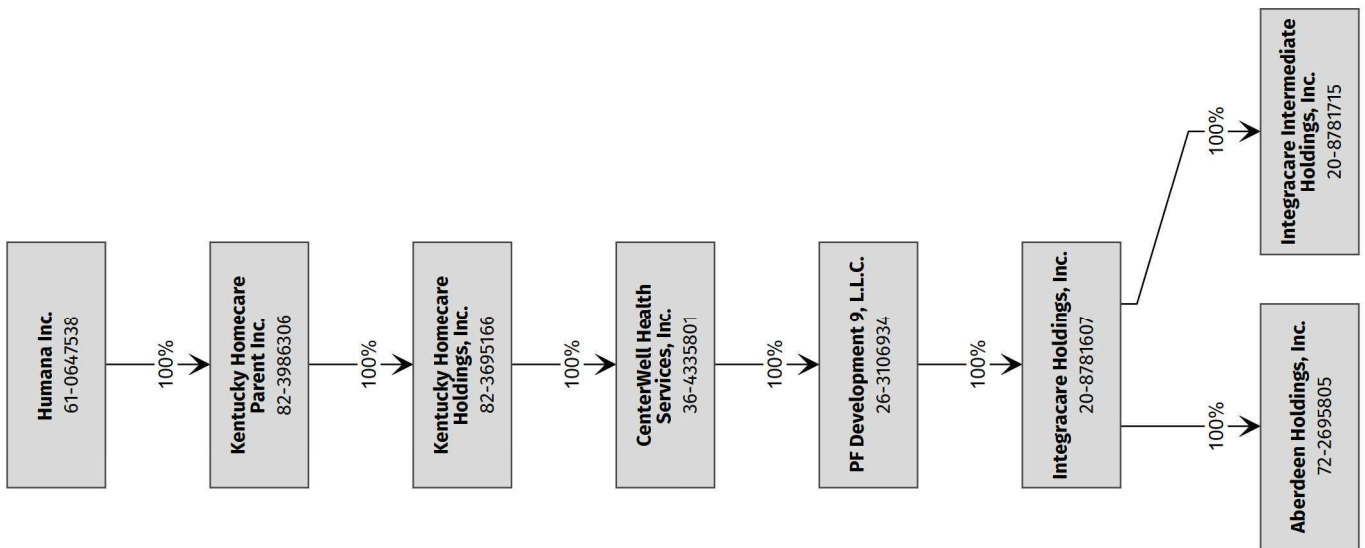 Humana Inc.
61-0647538
100%
Kentucky Homecare
Parent Inc.
82-3986306
100%
Kentucky Homecare
Holdings, Inc.
82-3695166
100%
CenterWell Health
Services, Inc.
36-4335801
100%
PF Development 9, L.L.C.
26-3106934
100%
Integracare Holdings, Inc.
20-8781607
100%
Aberdeen Holdings, Inc.
72-2695805
100%
Integracare Intermediate
Holdings, Inc.
20-8781715